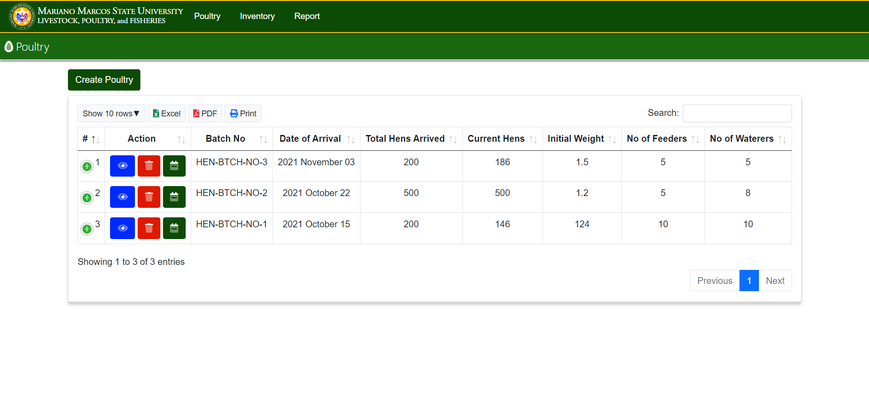 MARIANO MARCOS STATE UNIVERSITY
LIVESTOCK, POULTRY, and FISHERIES
Poultry Inventory Report
Poultry
Create Poultry
Show 10 rows▼ Excel PDF Print Search:
# Action Batch No Date of Arrival Total Hens Arrived Current Hens Initial Weight No of Feeders No of Waterers
1 HEN-BTCH-NO-3 2021 November 03 200 186 1.5 5 5
2 HEN-BTCH-NO-2 2021 October 22 500 500 1.2 5 8
3 HEN-BTCH-NO-1 2021 October 15 200 146 124 10 10
Showing 1 to 3 of 3 entries
Previous 1 Next